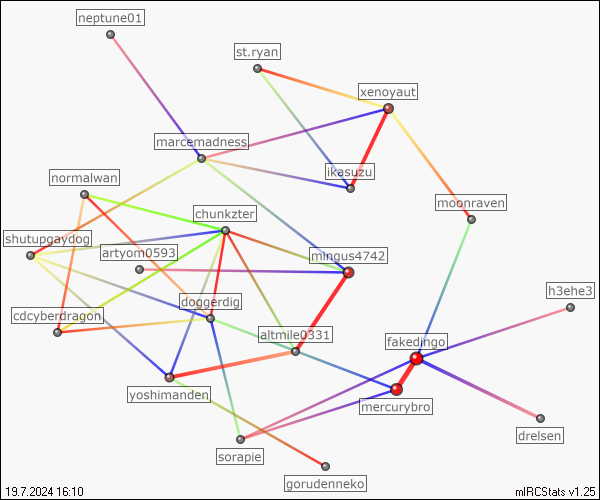 neptune01
st.ryan
xenoyaut
marcemadness
ikasuzu
normalwan
moonraven
chunkzter
shutupgaydog
artyom0593
mingus4742
h3ehe3
doggerdig
cdcyberdragon
altmile0331
fakedingo
yoshimanden
mercurybro
drelsen
sorapie
gorudenneko
19.7.2024 16:10
mIRCStats v1.25